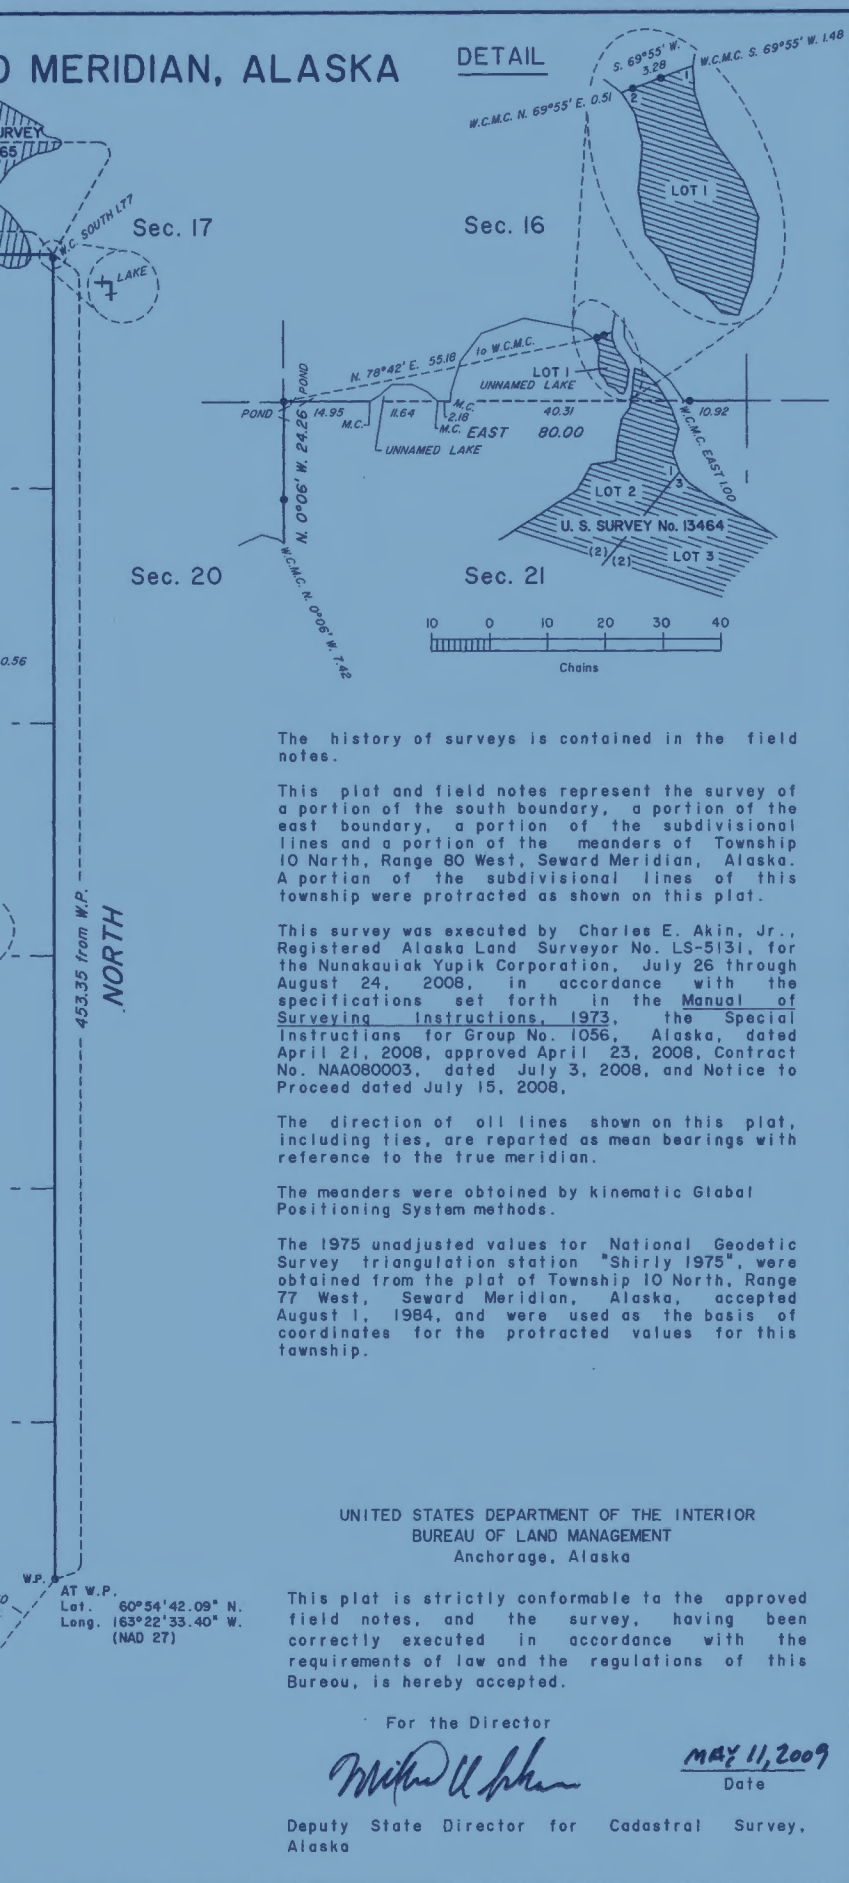 D MERIDIAN, ALASKA
DETAIL
S. 69°55' W.
3.28
W.C.M.C. S. 69°55' W. 1.48
W.C.M.C. N. 69°55' E. 0.51
2
1
LOT 1
URVEY
65
W.C. SOUTH 1.77
LAKE
Sec. 17
Sec. 16
N. 78°42' E. 55.18 to W.C.M.C.
LOT 1
UNNAMED LAKE
POND
POND
14.95
M.C.
11.64
M.C.
M.C.
2.18
40.31
10.92
EAST 80.00
UNNAMED LAKE
N. 0°06' W. 24.26
W.C.M.C. EAST 1.00
1
3
LOT 2
U. S. SURVEY No. 13464
(2)
(2)
LOT 3
Sec. 20
Sec. 21
W.C.M.C. N. 0°06' W. 7.42
10 0 10 20 30 40
Chains
0.56
453.35 from W.P.
NORTH
The history of surveys is contained in the field
notes.
This plat and field notes represent the survey of
a portion of the south boundary, a portion of the
east boundary, a portion of the subdivisional
lines and a portion of the meanders of Township
10 North, Range 80 West, Seward Meridian, Alaska.
A portian of the subdivisional lines of this
township were protracted as shown on this plat.
This survey was executed by Charles E. Akin, Jr.,
Registered Alaska Land Surveyor No. LS-5131, for
the Nunakauiak Yupik Corporation, July 26 through
August 24, 2008, in accordance with the
specifications set forth in the Manual of
Surveying Instructions, 1973, the Special
Instructians for Group No. 1056, Alaska, dated
April 21, 2008, approved April 23, 2008, Contract
No. NAA080003, dated July 3, 2008, and Notice to
Proceed dated July 15, 2008.
The direction of all lines shown on this plat,
including ties, are reported as mean bearings with
reference to the true meridian.
The meanders were obtained by kinematic Global
Positioning System methods.
The 1975 unadjusted values for National Geodetic
Survey triangulation station "Shirly 1975", were
obtained from the plat of Township 10 North, Range
77 West, Seward Meridian, Alaska, accepted
August 1, 1984, and were used as the basis of
coordinates for the protracted values for this
tawnship.
UNITED STATES DEPARTMENT OF THE INTERIOR
BUREAU OF LAND MANAGEMENT
Anchorage, Alaska
W.P.
AT W.P.
Lat. 60°54'42.09" N.
Long. 163°22'33.40" W.
(NAD 27)
This plat is strictly conformable to the approved
field notes, and the survey, having been
correctly executed in accordance with the
requirements of law and the regulations of this
Bureau, is hereby accepted.
For the Director
MAY 11, 2009
Date
Deputy State Director for Cadastral Survey,
Alaska